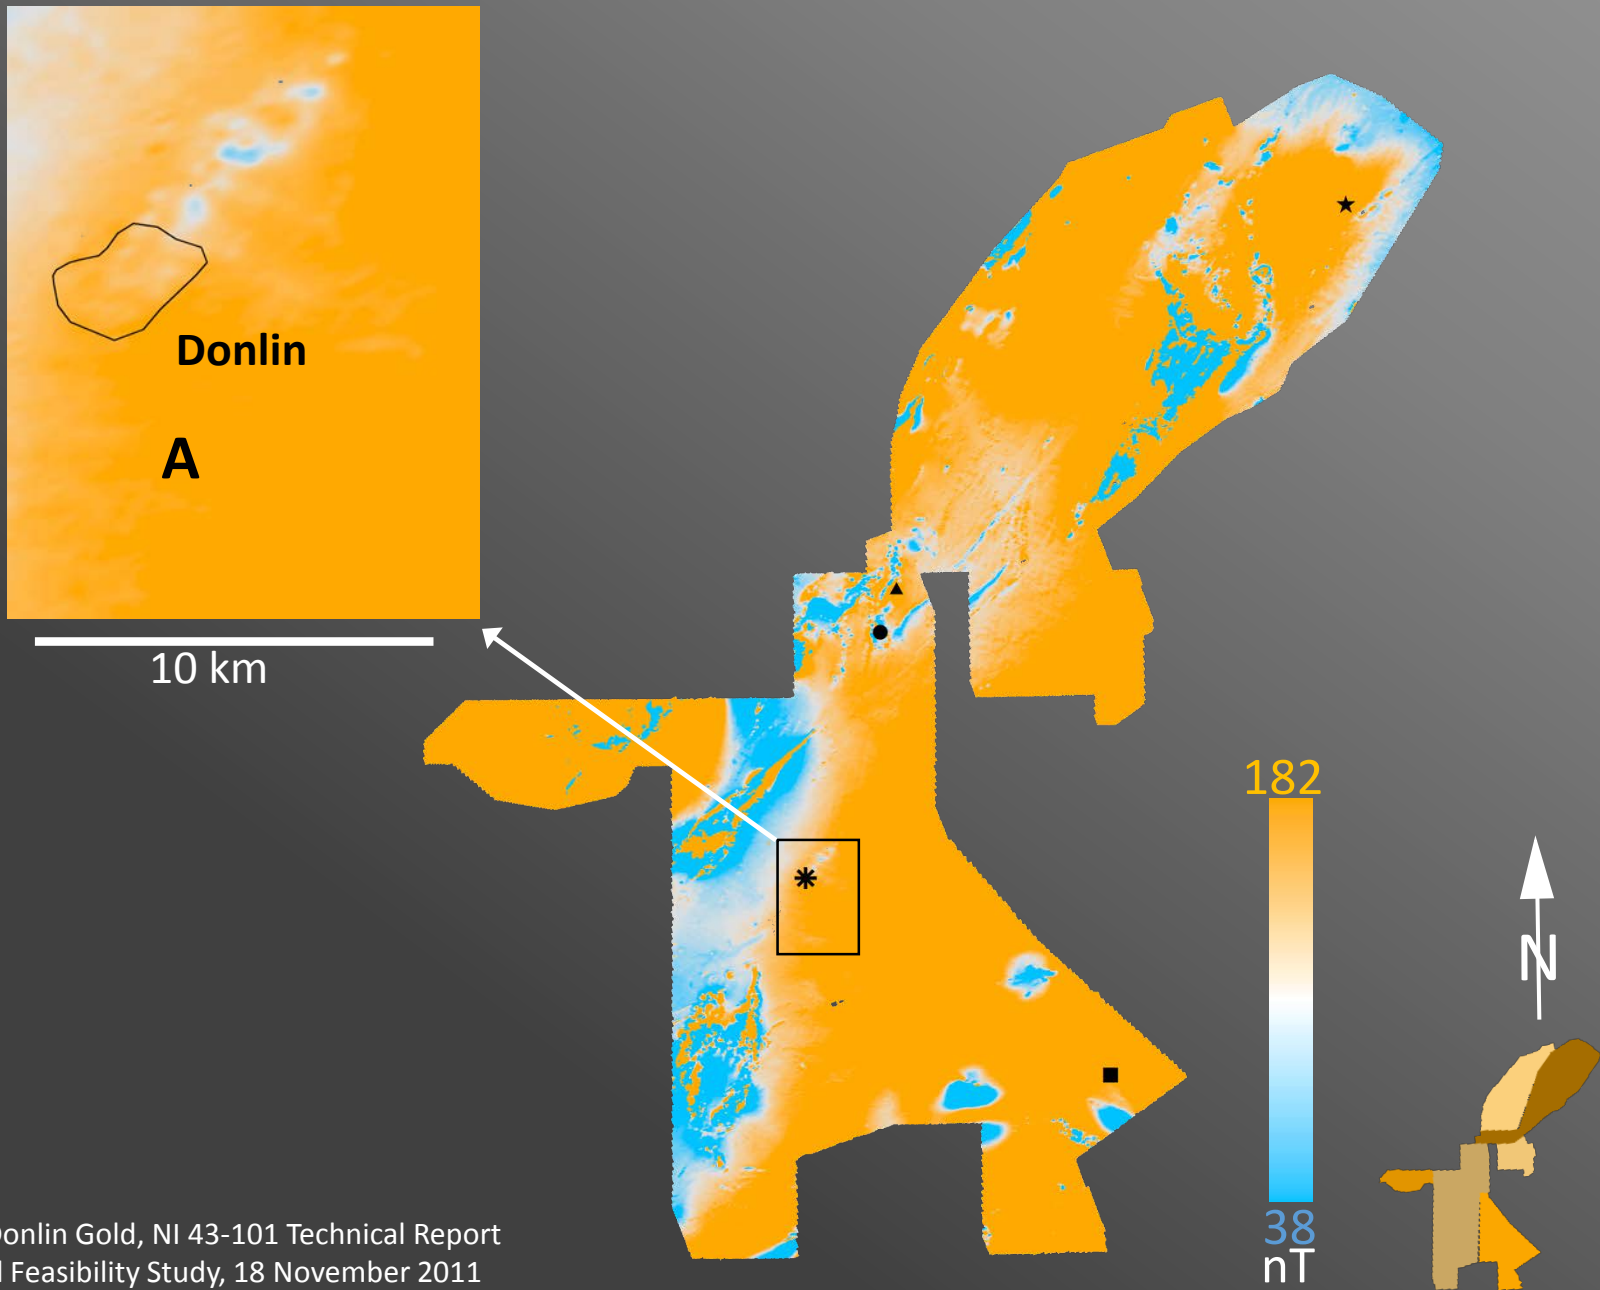 Donlin
A
10 km
182
38
nT
N
onlin Gold, NI 43-101 Technical Report
Feasibility Study, 18 November 2011